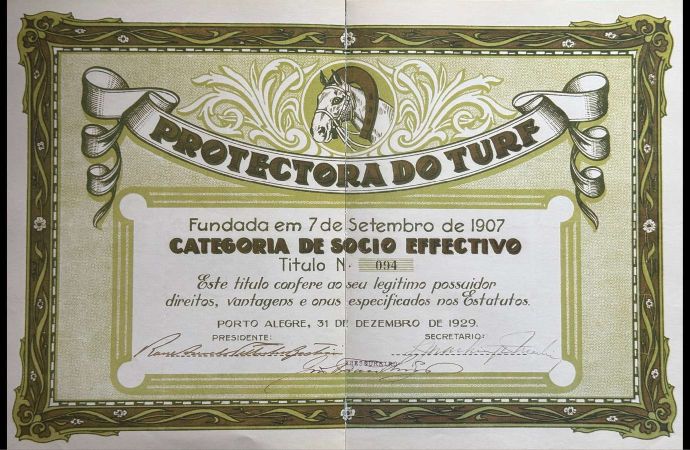 PROTECTORA DO TURF
Fundada em 7 de Setembro de 1907
CATEGORIA DE SOCIO EFFECTIVO
Titulo N. 094
Este titulo confere ao seu legitimo possuidor
direitos, vantagens e onus especificados nos Estatutos.
PORTO ALEGRE, 31 DE DEZEMBRO DE 1929.
PRESIDENTE: SECRETARIO:
THESOUREIRO